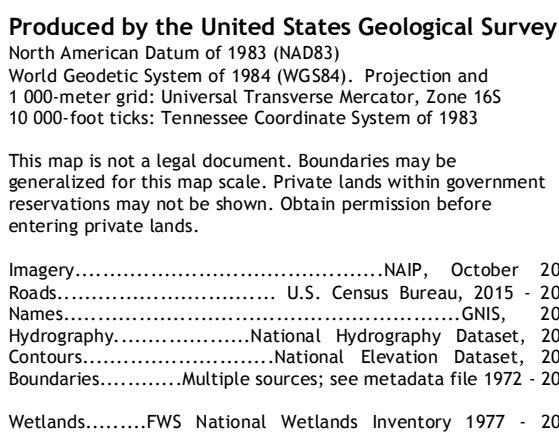 Produced by the United States Geological Survey
North American Datum of 1983 (NAD83)
World Geodetic System of 1984 (WGS84). Projection and
1 000-meter grid: Universal Transverse Mercator, Zone 16S
10 000-foot ticks: Tennessee Coordinate System of 1983
This map is not a legal document. Boundaries may be
generalized for this map scale. Private lands within government
reservations may not be shown. Obtain permission before
entering private lands.
Imagery............................................NAIP, October 20
Roads............................... U.S. Census Bureau, 2015 - 20
Names.........................................................GNIS, 20
Hydrography....................National Hydrography Dataset, 20
Contours............................National Elevation Dataset, 20
Boundaries............Multiple sources; see metadata file 1972 - 20
Wetlands.........FWS National Wetlands Inventory 1977 - 20